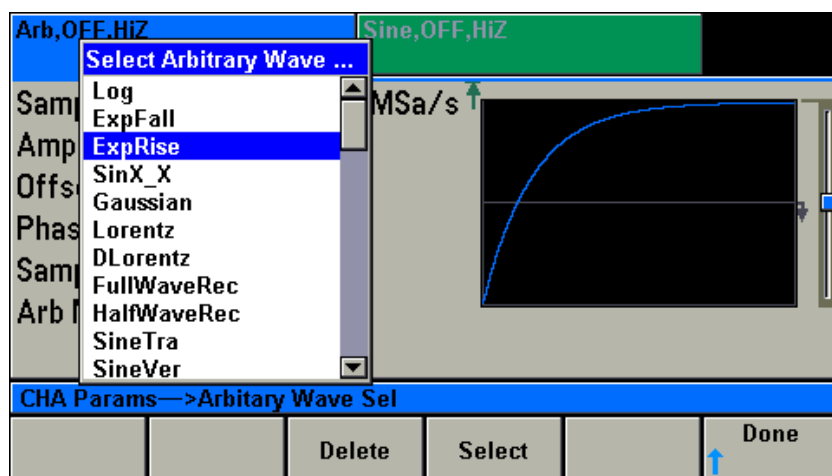 Arb,OFF,HiZ
Sine,OFF,HiZ
Select Arbitrary Wave ...
Log
ExpFall
ExpRise
SinX_X
Gaussian
Lorentz
DLorentz
FullWaveRec
HalfWaveRec
SineTra
SineVer
Samp
MSa/s
Amp
Offs
Phas
Samp
Arb
CHA Params—>Arbitary Wave Sel
Delete
Select
Done